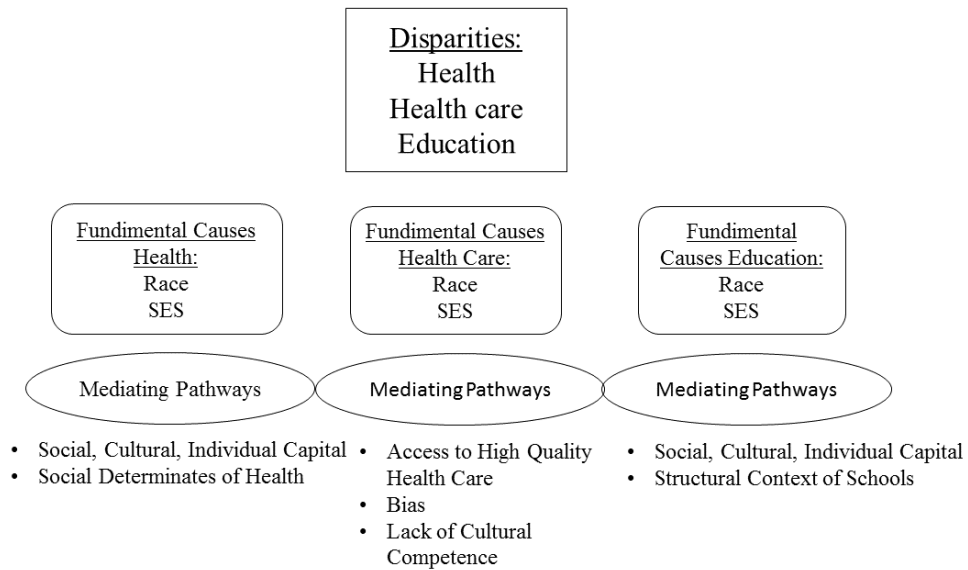 Disparities:
Health
Health care
Education
Fundimental Causes
Health:
Race
SES
Fundimental Causes
Health Care:
Race
SES
Fundimental
Causes Education:
Race
SES
Mediating Pathways
Mediating Pathways
Mediating Pathways
• Social, Cultural, Individual Capital
• Social Determinates of Health
• Access to High Quality
Health Care
• Bias
• Lack of Cultural
Competence
• Social, Cultural, Individual Capital
• Structural Context of Schools